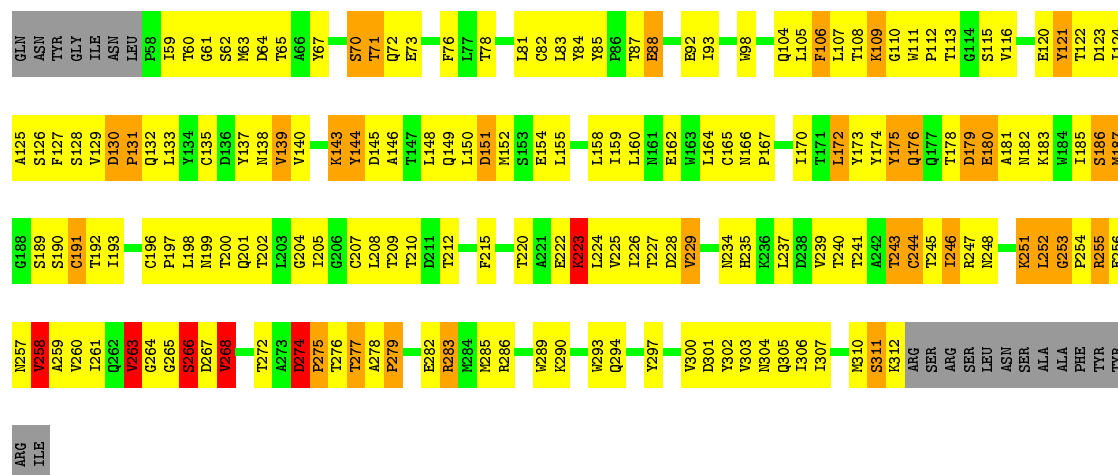 GLN ASN TYR GLY ILE ASN LEU P58 I59 T60 G61 S62 M63 D64 T65 A66 Y67 S70 T71 Q72 E73 F76 L77 T78 L81 C82 L83 Y84 Y85 P86 T87 E88 E92 I93 W98 Q104 L105 F106 L107 T108 K109 G110 W111 P112 T113 G114 S115 V116 E120 Y121 T122 D123 I124
A125 S126 F127 S128 V129 D130 P131 Q132 L133 Y134 C135 D136 Y137 N138 V139 V140 K143 Y144 D145 A146 T147 L148 Q149 L150 D151 M152 S153 E154 L155 L158 I159 L160 N161 E162 W163 L164 C165 N166 P167 I170 T171 L172 Y173 Y174 Y175 Q176 Q177 T178 D179 E180 A181 N182 K183 W184 I185 S186 M187
G188 S189 S190 C191 T192 I193 C196 P197 L198 N199 T200 Q201 T202 L203 G204 I205 G206 C207 L208 T209 T210 D211 T212 F215 T220 A221 E222 K223 L224 V225 I226 T227 D228 V229 N234 H235 K236 L237 D238 V239 T240 T241 A242 T243 C244 T245 I246 R247 N248 K251 L252 G253 P254 R255 E256
N257 V258 A259 V260 I261 Q262 V263 G264 G265 S266 D267 V268 T272 A273 D274 P275 T276 T277 A278 P279 E282 R283 M284 M285 R286 W289 K290 W293 Q294 Y297 V300 D301 Y302 V303 N304 Q305 I306 I307 M310 S311 K312 ARG SER ARG SER LEU ASN SER ALA ALA PHE TYR TYR
ARG ILE